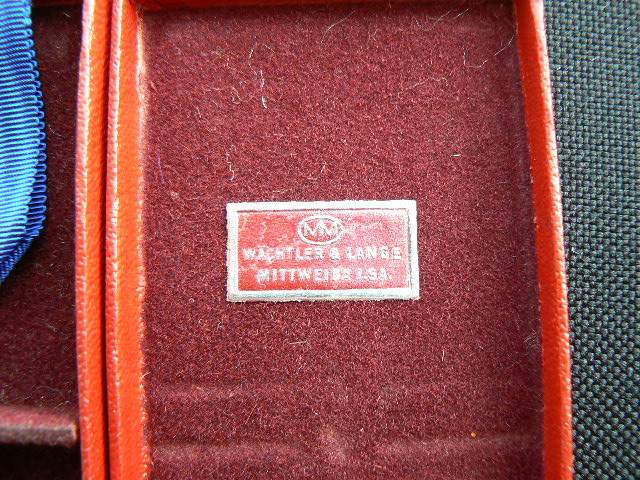 MM
WÄCHTLER & LANGE
MITTWEIDA I.SA.